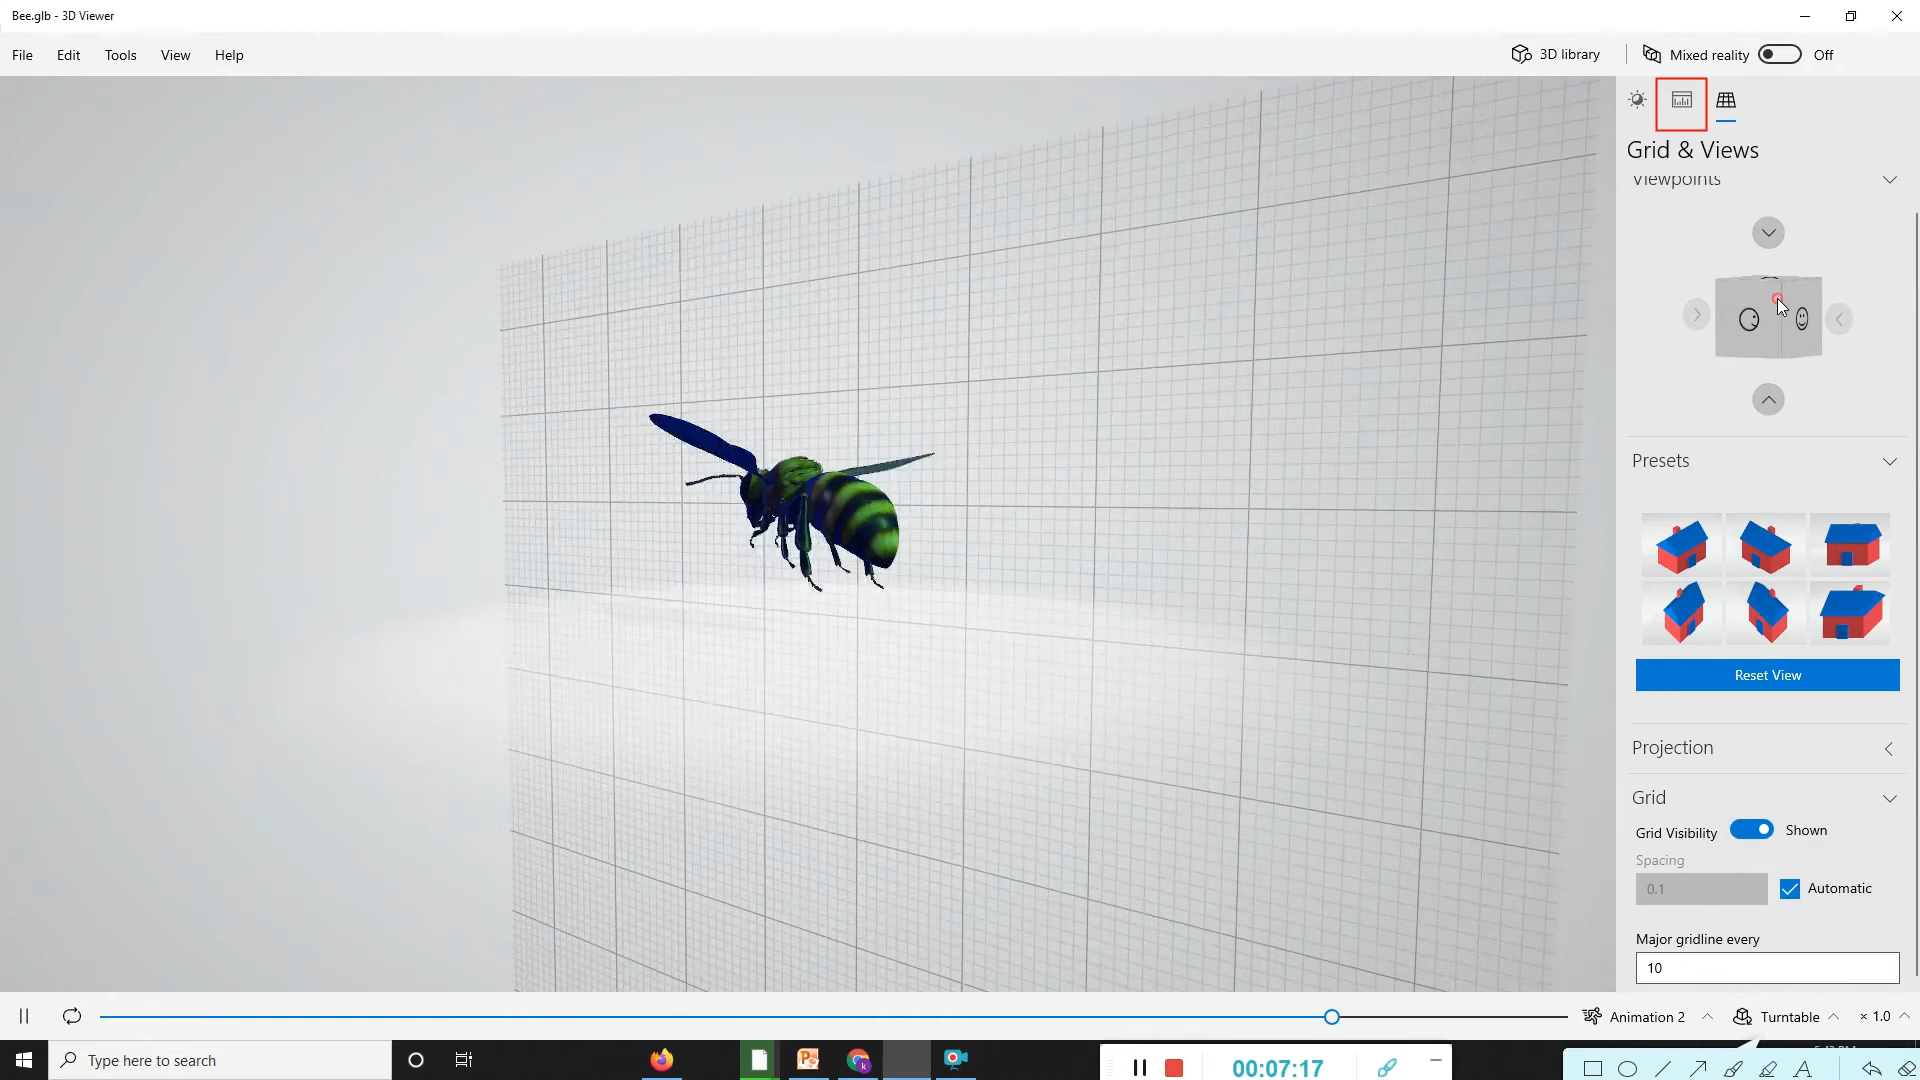 Bee.glb - 3D Viewer
File Edit Tools View Help
3D library Mixed reality Off
Grid & Views
Viewpoints
Presets
Reset View
Projection
Grid
Grid Visibility Shown
Spacing
0.1 Automatic
Major gridline every
10
Animation 2 Turntable × 1.0
Type here to search
00:07:17